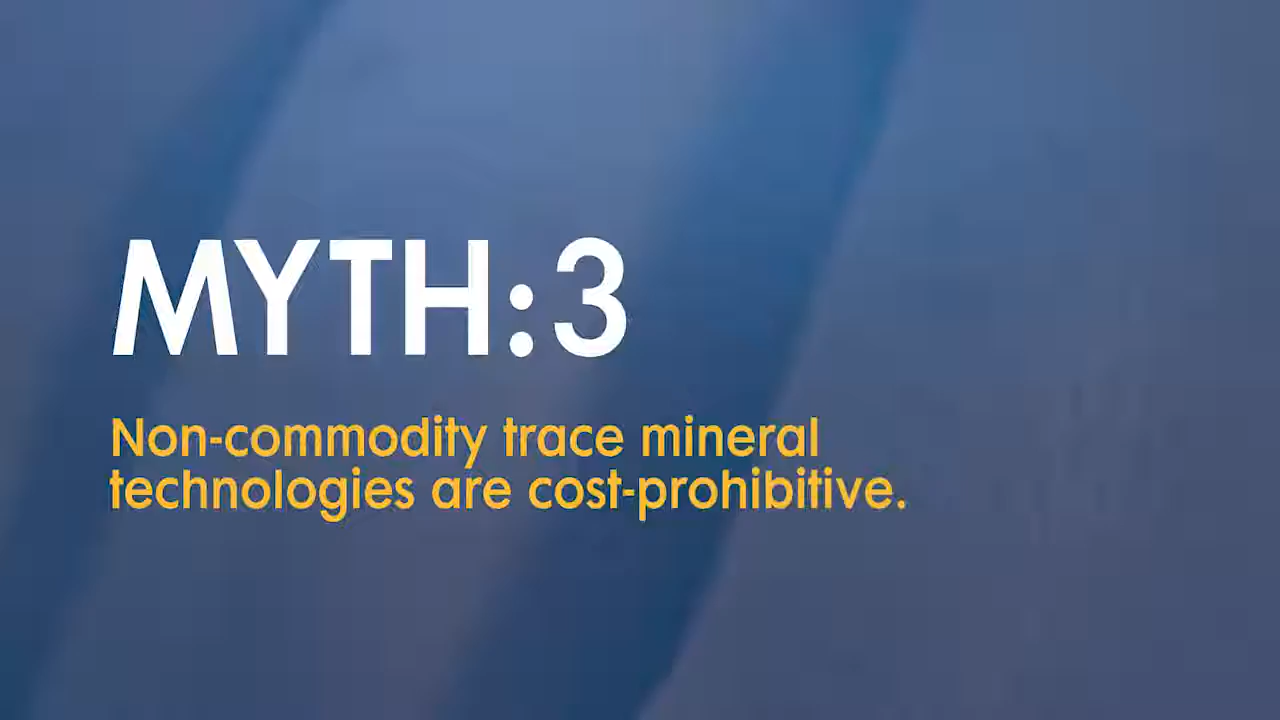 MYTH:3
Non-commodity trace mineral
technologies are cost-prohibitive.